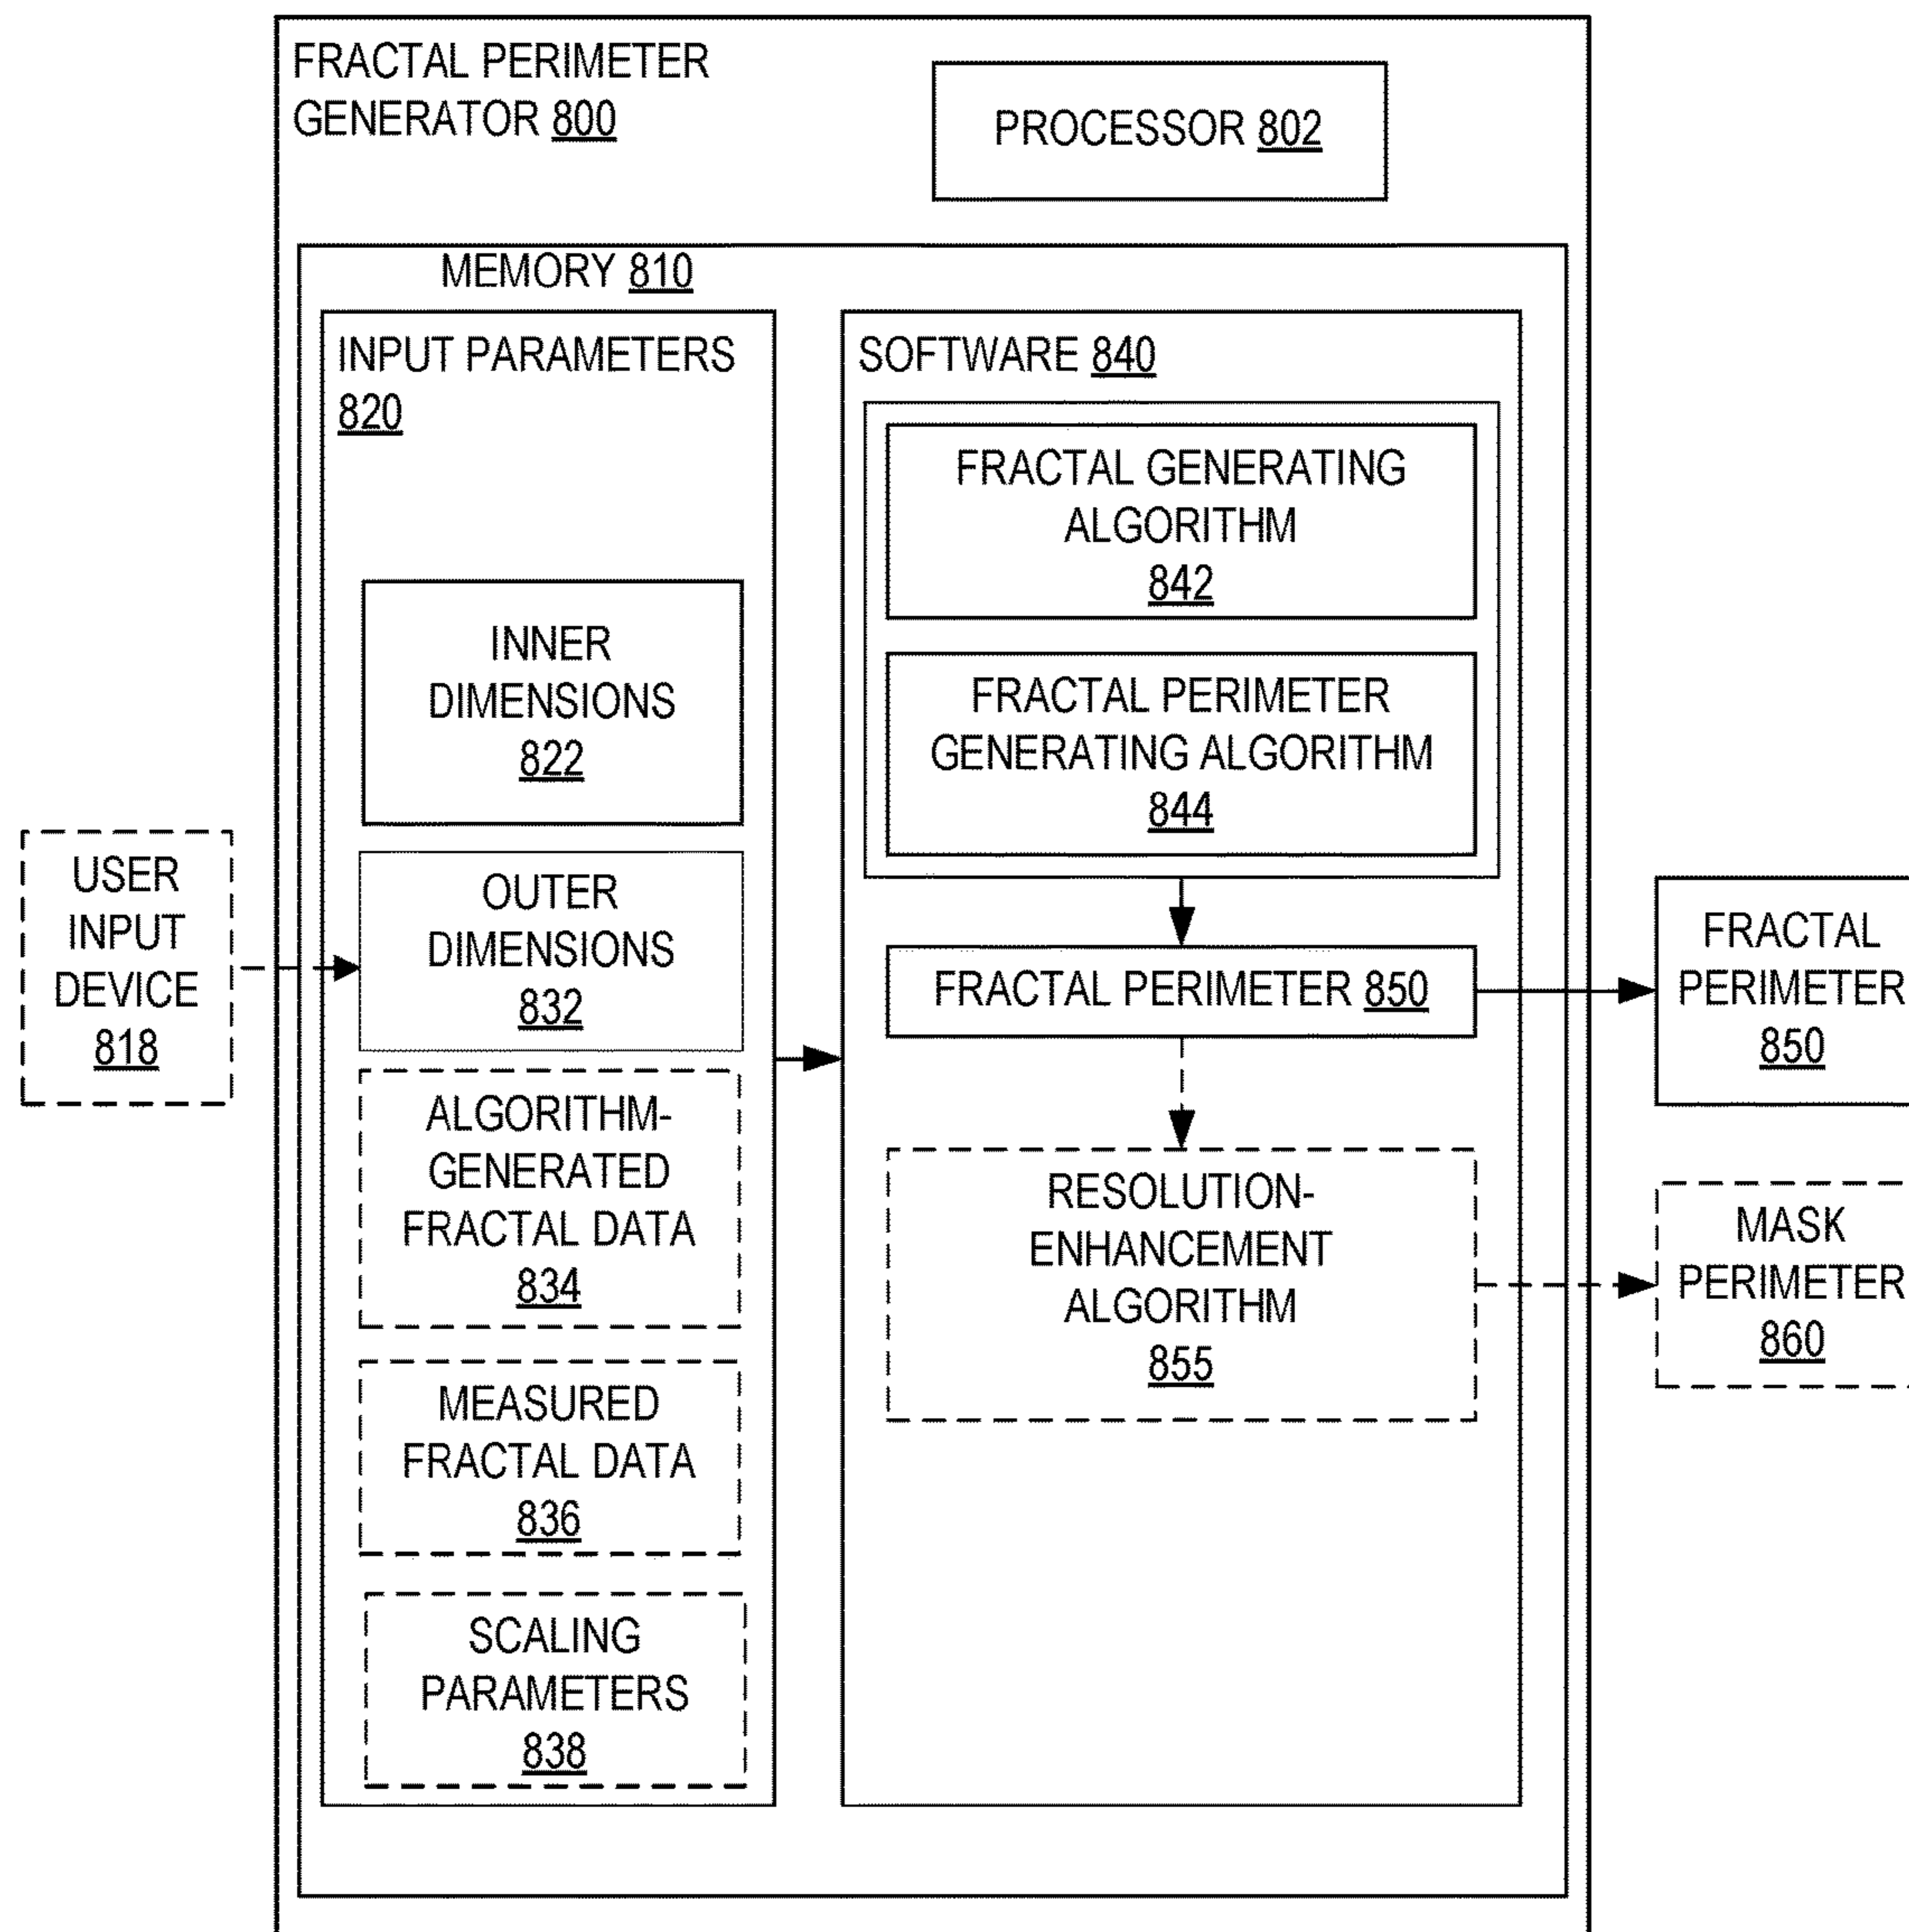 FRACTAL PERIMETER
GENERATOR 800
PROCESSOR 802
MEMORY 810
INPUT PARAMETERS
820
INNER
DIMENSIONS
822
OUTER
DIMENSIONS
832
ALGORITHM-
GENERATED
FRACTAL DATA
834
MEASURED
FRACTAL DATA
836
SCALING
PARAMETERS
838
SOFTWARE 840
FRACTAL GENERATING
ALGORITHM
842
FRACTAL PERIMETER
GENERATING ALGORITHM
844
FRACTAL PERIMETER 850
RESOLUTION-
ENHANCEMENT
ALGORITHM
855
USER
INPUT
DEVICE
818
FRACTAL
PERIMETER
850
MASK
PERIMETER
860